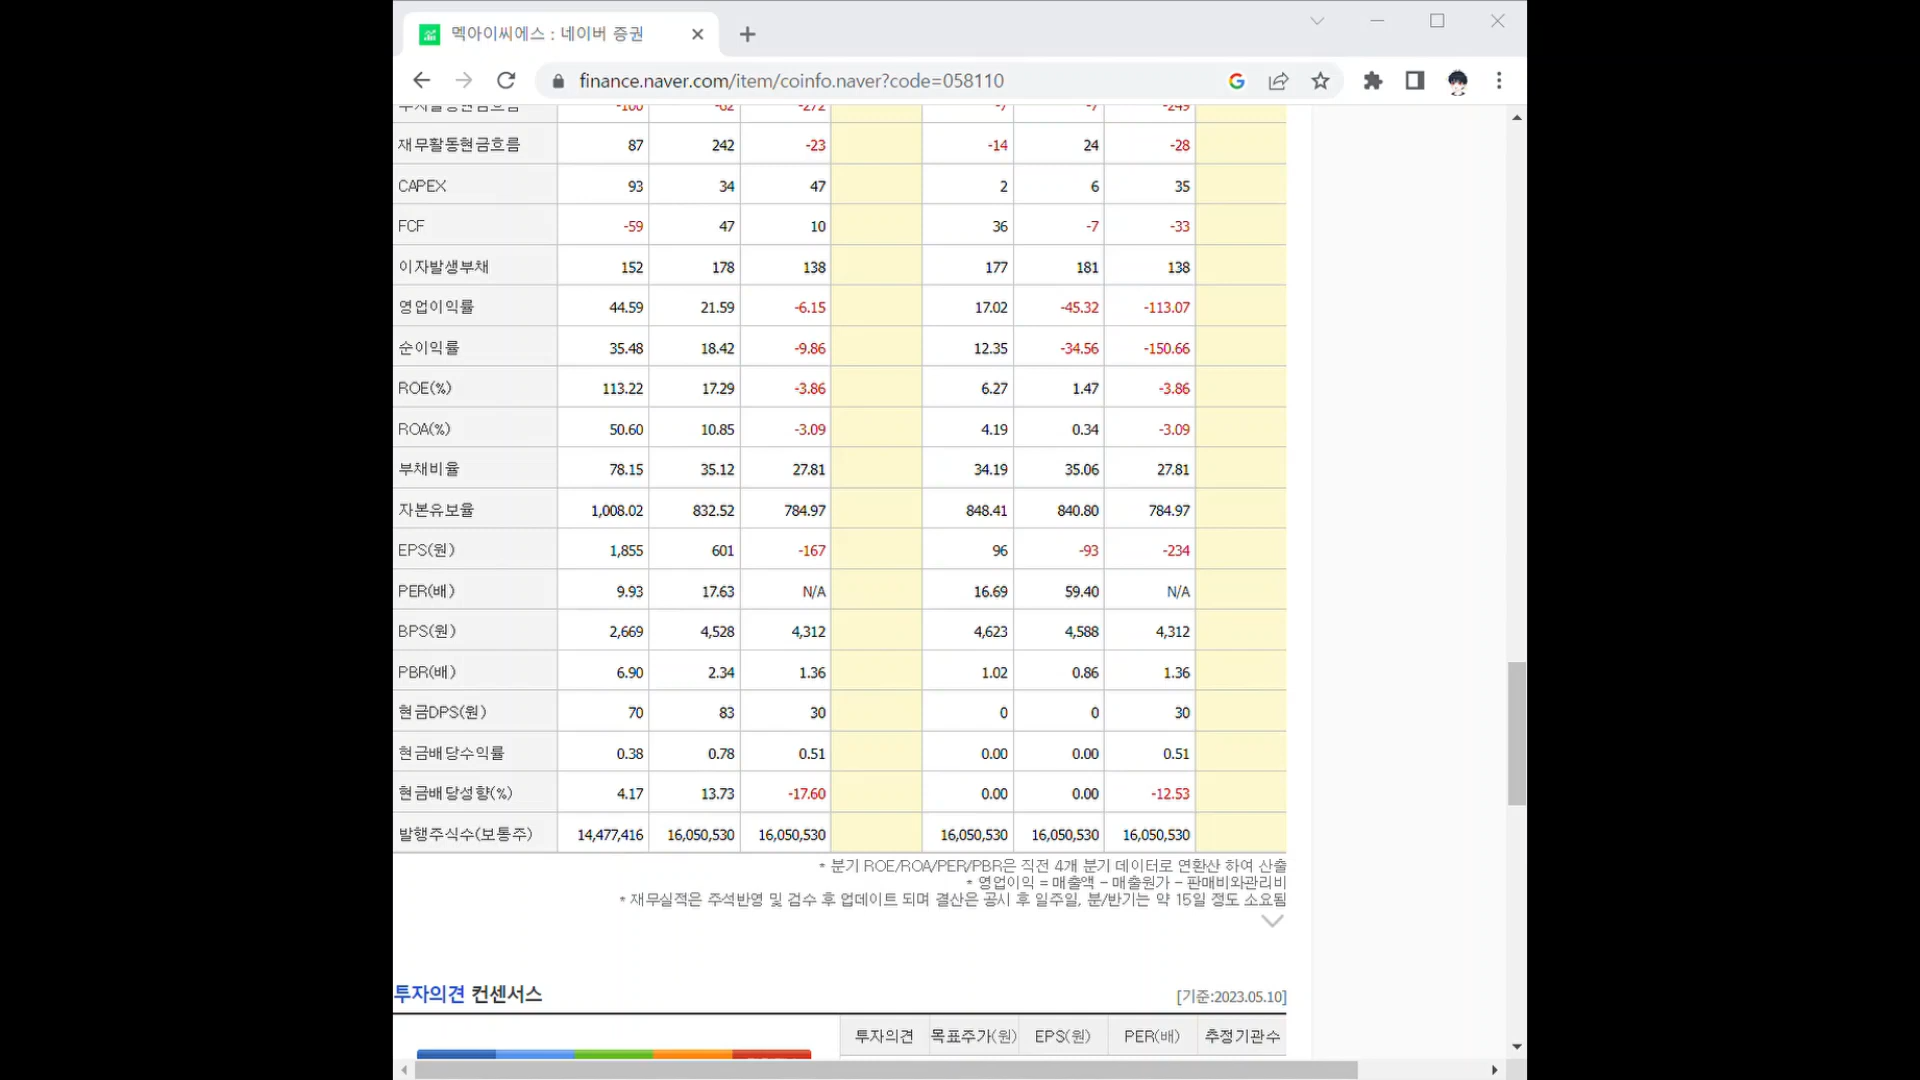 멕아이씨에스 : 네이버 증권
finance.naver.com/item/coinfo.naver?code=058110
투자활동현금흐름 -100 -62 -272 -7 -7 -249
재무활동현금흐름 87 242 -23 -14 24 -28
CAPEX 93 34 47 2 6 35
FCF -59 47 10 36 -7 -33
이자발생부채 152 178 138 177 181 138
영업이익률 44.59 21.59 -6.15 17.02 -45.32 -113.07
순이익률 35.48 18.42 -9.86 12.35 -34.56 -150.66
ROE(%) 113.22 17.29 -3.86 6.27 1.47 -3.86
ROA(%) 50.60 10.85 -3.09 4.19 0.34 -3.09
부채비율 78.15 35.12 27.81 34.19 35.06 27.81
자본유보율 1,008.02 832.52 784.97 848.41 840.80 784.97
EPS(원) 1,855 601 -167 96 -93 -234
PER(배) 9.93 17.63 N/A 16.69 59.40 N/A
BPS(원) 2,669 4,528 4,312 4,623 4,588 4,312
PBR(배) 6.90 2.34 1.36 1.02 0.86 1.36
현금DPS(원) 70 83 30 0 0 30
현금배당수익률 0.38 0.78 0.51 0.00 0.00 0.51
현금배당성향(%) 4.17 13.73 -17.60 0.00 0.00 -12.53
발행주식수(보통주) 14,477,416 16,050,530 16,050,530 16,050,530 16,050,530 16,050,530
* 분기 ROE/ROA/PER/PBR은 직전 4개 분기 데이터로 연환산 하여 산출
* 영업이익 = 매출액 - 매출원가 - 판매비와관리비
* 재무실적은 주석반영 및 검수 후 업데이트 되며 결산은 공시 후 일주일, 분/반기는 약 15일 정도 소요됨
투자의견 컨센서스 [기준:2023.05.10]
투자의견 목표주가(원) EPS(원) PER(배) 추정기관수